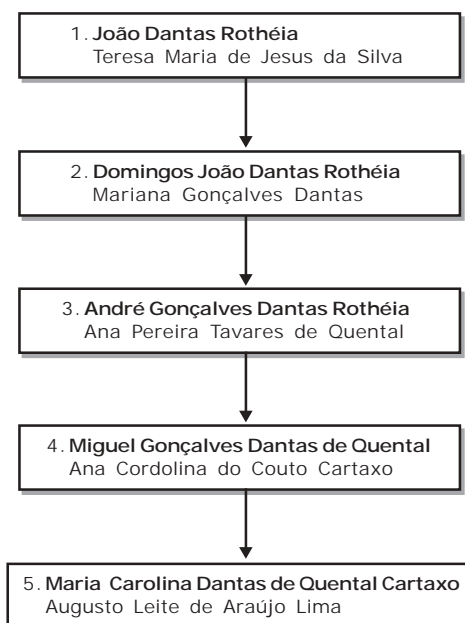 1. João Dantas Rothéia
Teresa Maria de Jesus da Silva
2. Domingos João Dantas Rothéia
Mariana Gonçalves Dantas
3. André Gonçalves Dantas Rothéia
Ana Pereira Tavares de Quental
4. Miguel Gonçalves Dantas de Quental
Ana Cordolina do Couto Cartaxo
5. Maria Carolina Dantas de Quental Cartaxo
Augusto Leite de Araújo Lima